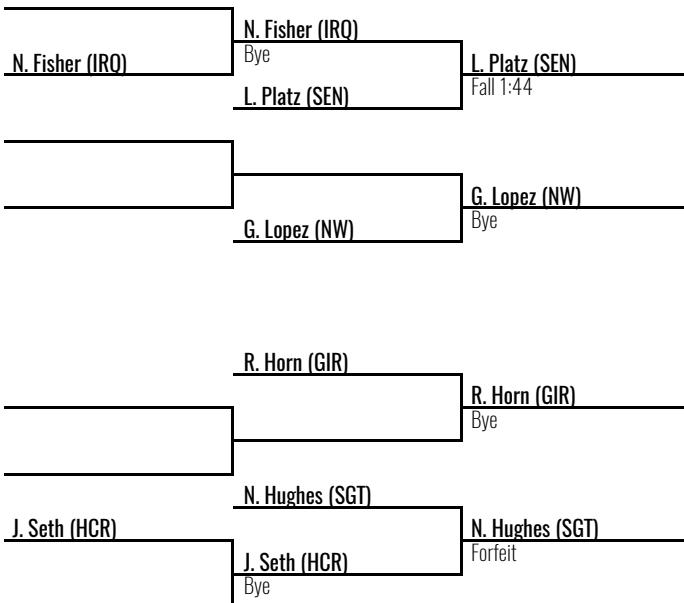 N. Fisher (IRQ)
N. Fisher (IRQ)
Bye
L. Platz (SEN)
L. Platz (SEN)
Fall 1:44
G. Lopez (NW)
G. Lopez (NW)
Bye
R. Horn (GIR)
R. Horn (GIR)
Bye
N. Hughes (SGT)
J. Seth (HCR)
N. Hughes (SGT)
Forfeit
J. Seth (HCR)
Bye